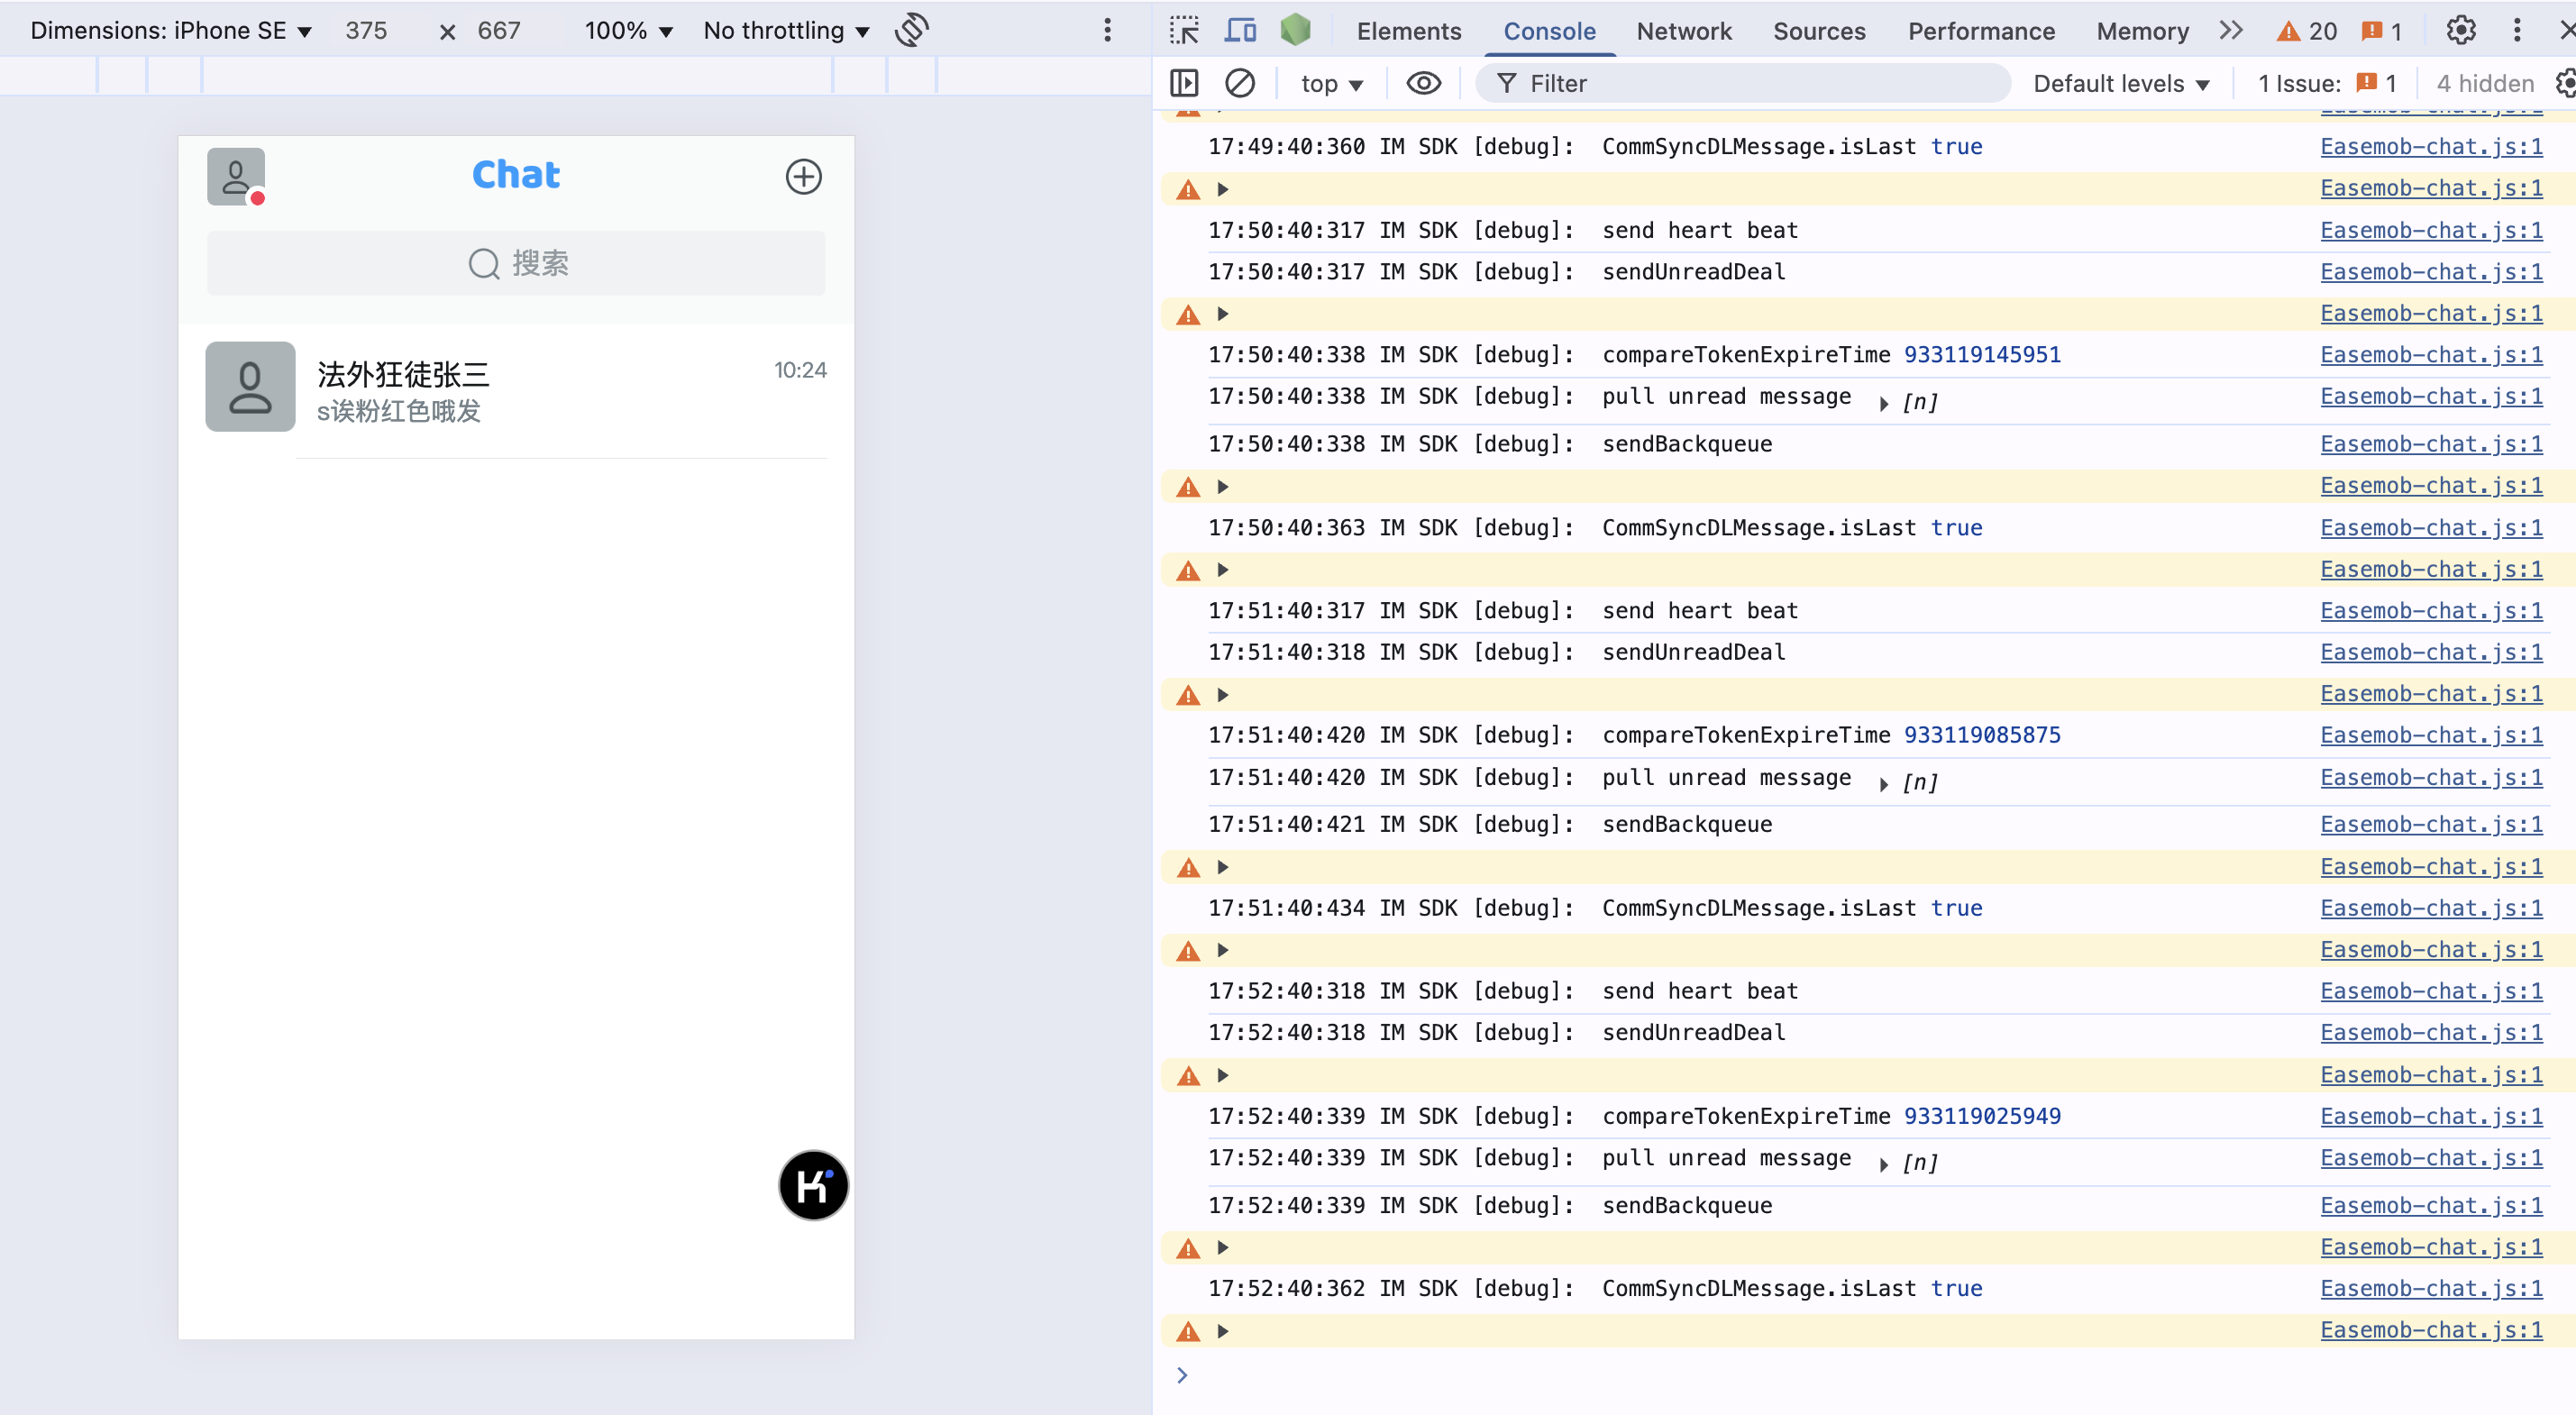 Dimensions: iPhone SE ▼ 375 × 667 100% ▼ No throttling ▼
Elements Console Network Sources Performance Memory 20 1
top ▼ Filter Default levels ▼ 1 Issue: 1 4 hidden
Chat
搜索
法外狂徒张三 10:24
s诶粉红色哦发
Easemob-chat.js:1
17:49:40:360 IM SDK [debug]: CommSyncDLMessage.isLast true Easemob-chat.js:1
Easemob-chat.js:1
17:50:40:317 IM SDK [debug]: send heart beat Easemob-chat.js:1
17:50:40:317 IM SDK [debug]: sendUnreadDeal Easemob-chat.js:1
Easemob-chat.js:1
17:50:40:338 IM SDK [debug]: compareTokenExpireTime 933119145951 Easemob-chat.js:1
17:50:40:338 IM SDK [debug]: pull unread message ▶ [n] Easemob-chat.js:1
17:50:40:338 IM SDK [debug]: sendBackqueue Easemob-chat.js:1
Easemob-chat.js:1
17:50:40:363 IM SDK [debug]: CommSyncDLMessage.isLast true Easemob-chat.js:1
Easemob-chat.js:1
17:51:40:317 IM SDK [debug]: send heart beat Easemob-chat.js:1
17:51:40:318 IM SDK [debug]: sendUnreadDeal Easemob-chat.js:1
Easemob-chat.js:1
17:51:40:420 IM SDK [debug]: compareTokenExpireTime 933119085875 Easemob-chat.js:1
17:51:40:420 IM SDK [debug]: pull unread message ▶ [n] Easemob-chat.js:1
17:51:40:421 IM SDK [debug]: sendBackqueue Easemob-chat.js:1
Easemob-chat.js:1
17:51:40:434 IM SDK [debug]: CommSyncDLMessage.isLast true Easemob-chat.js:1
Easemob-chat.js:1
17:52:40:318 IM SDK [debug]: send heart beat Easemob-chat.js:1
17:52:40:318 IM SDK [debug]: sendUnreadDeal Easemob-chat.js:1
Easemob-chat.js:1
17:52:40:339 IM SDK [debug]: compareTokenExpireTime 933119025949 Easemob-chat.js:1
17:52:40:339 IM SDK [debug]: pull unread message ▶ [n] Easemob-chat.js:1
17:52:40:339 IM SDK [debug]: sendBackqueue Easemob-chat.js:1
Easemob-chat.js:1
17:52:40:362 IM SDK [debug]: CommSyncDLMessage.isLast true Easemob-chat.js:1
Easemob-chat.js:1
K